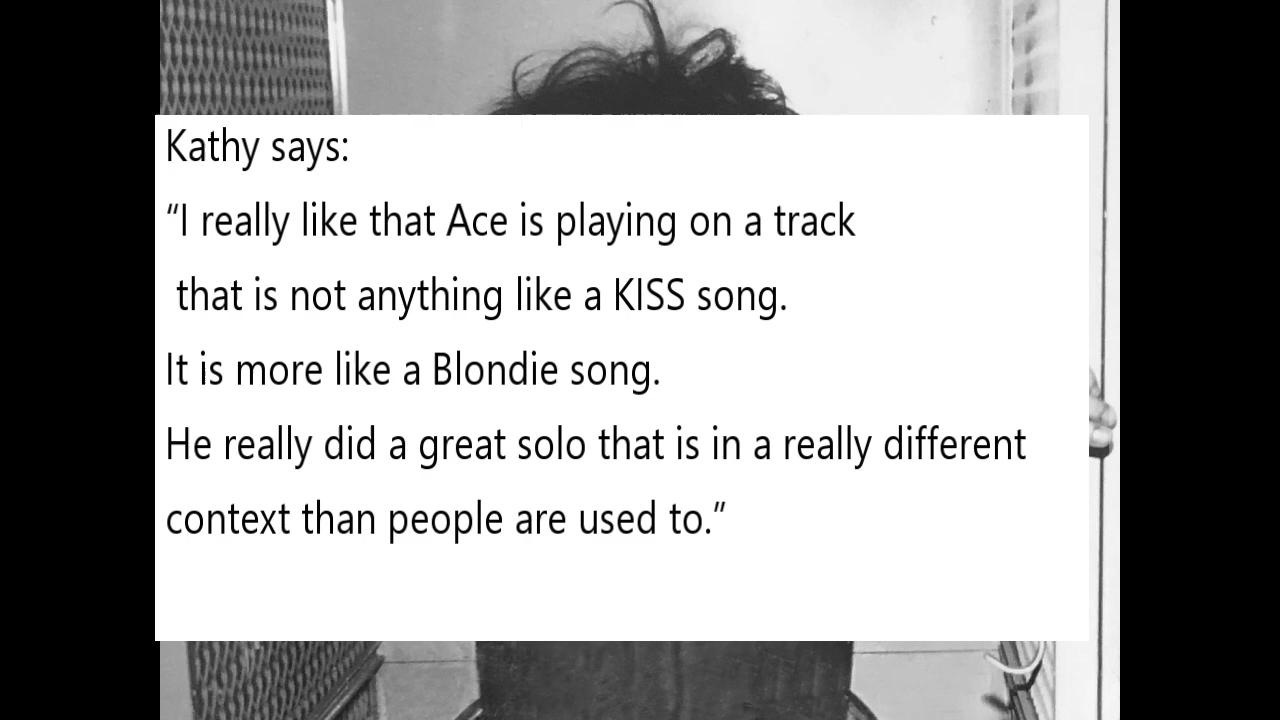 Kathy says:
“I really like that Ace is playing on a track
that is not anything like a KISS song.
It is more like a Blondie song.
He really did a great solo that is in a really different
context than people are used to.”